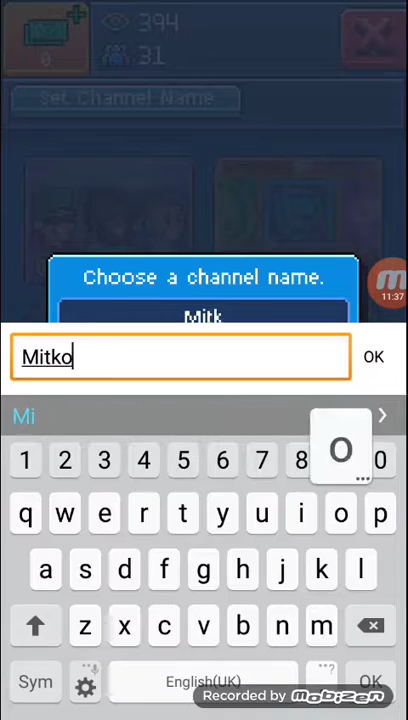 394
0
31
Set Channel Name
Choose a channel name.
Mitk
11:37
Mitko
OK
Mi
o
1 2 3 4 5 6 7 8 0
q w e r t y u i o p
a s d f g h j k l
z x c v b n m
Sym
English(UK)
OK
Recorded by
Mobizen